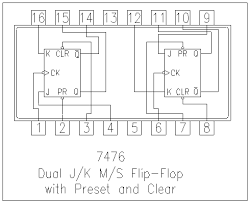 16 15 14 13 12 11 10 9
K CLR Q
J CLR Q
CK
CK
J PR Q
K PR Q
1 2 3 4 5 6 7 8
7476
Dual J/K M/S Flip-Flop
with Preset and Clear